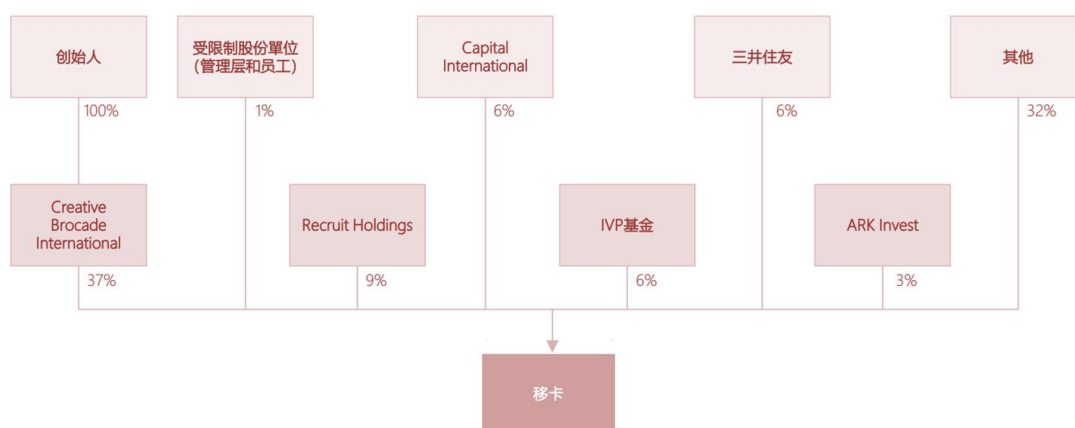 创始人
受限制股份單位
（管理层和员工）
Capital
International
三井住友
其他
100%
1%
6%
6%
32%
Creative
Brocade
International
Recruit Holdings
IVP基金
ARK Invest
37%
9%
6%
3%
移卡